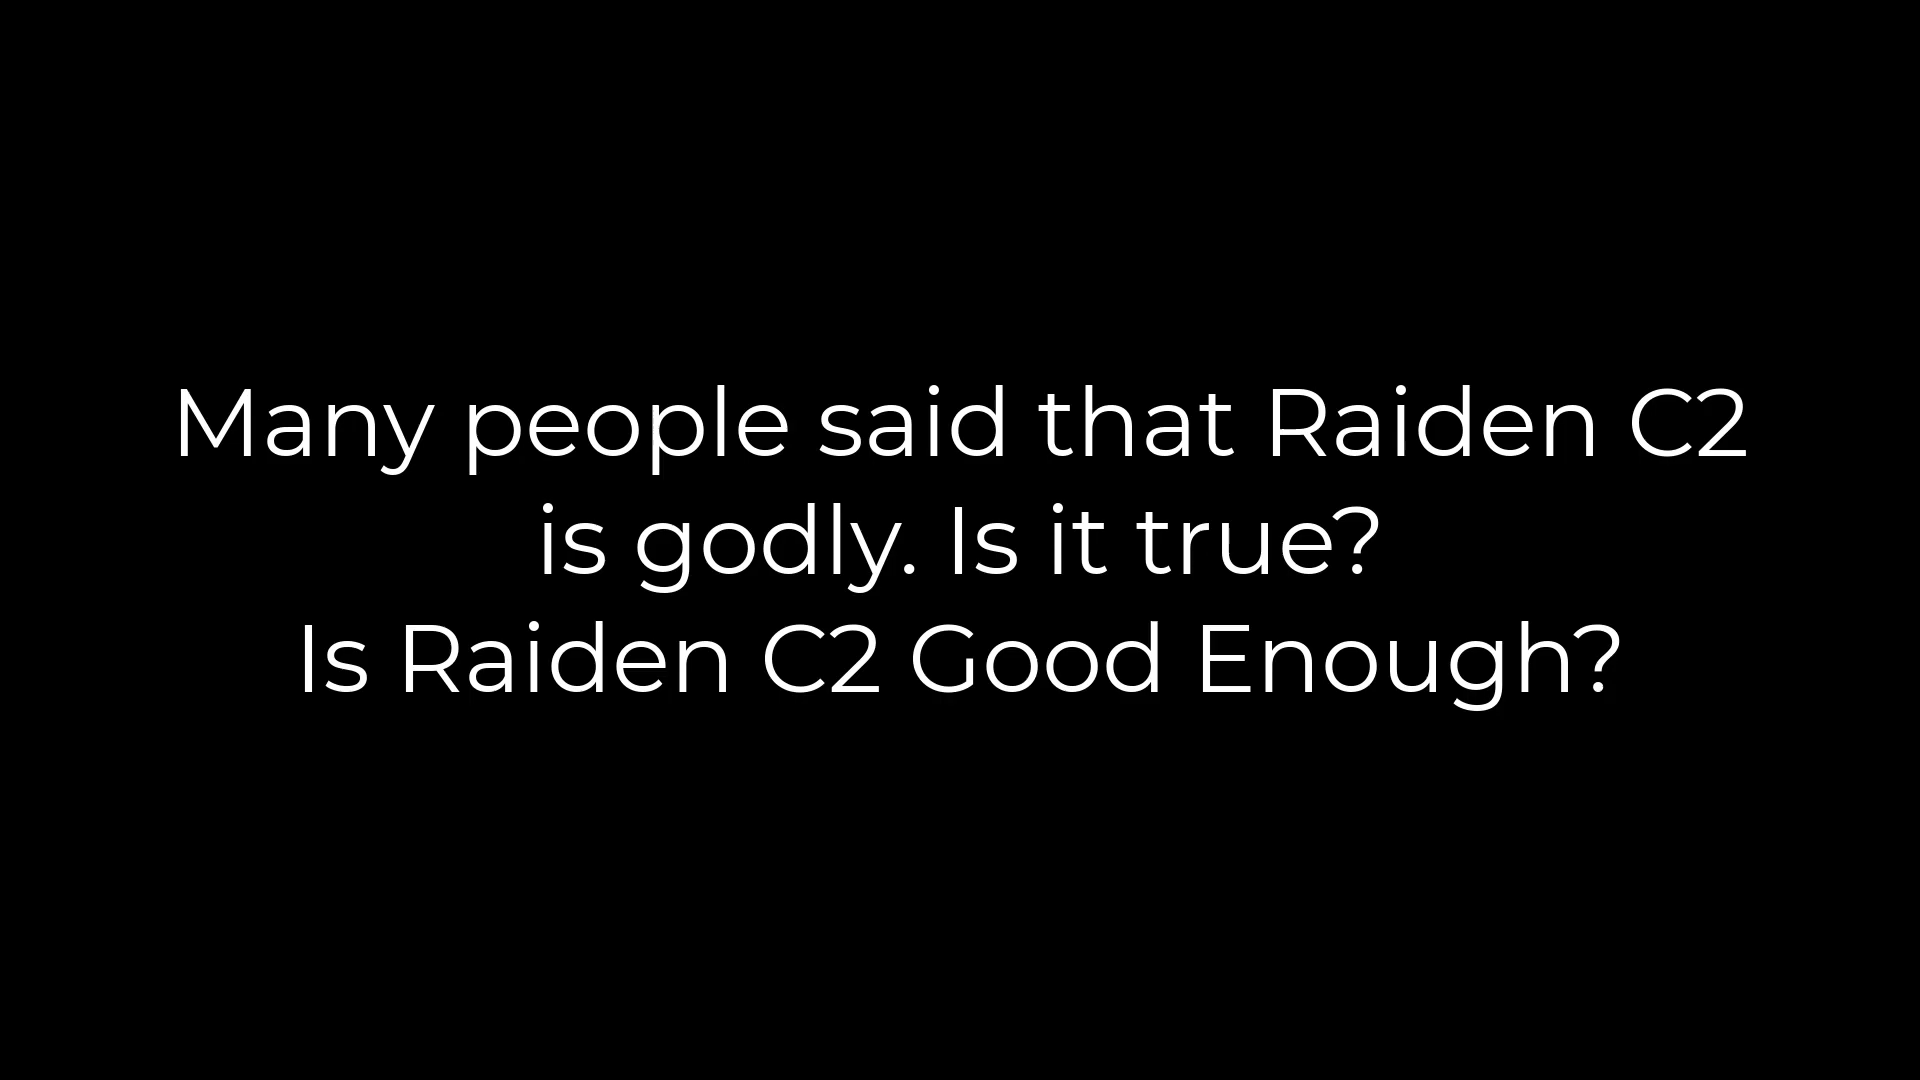 Many people said that Raiden C2
is godly. Is it true?
Is Raiden C2 Good Enough?